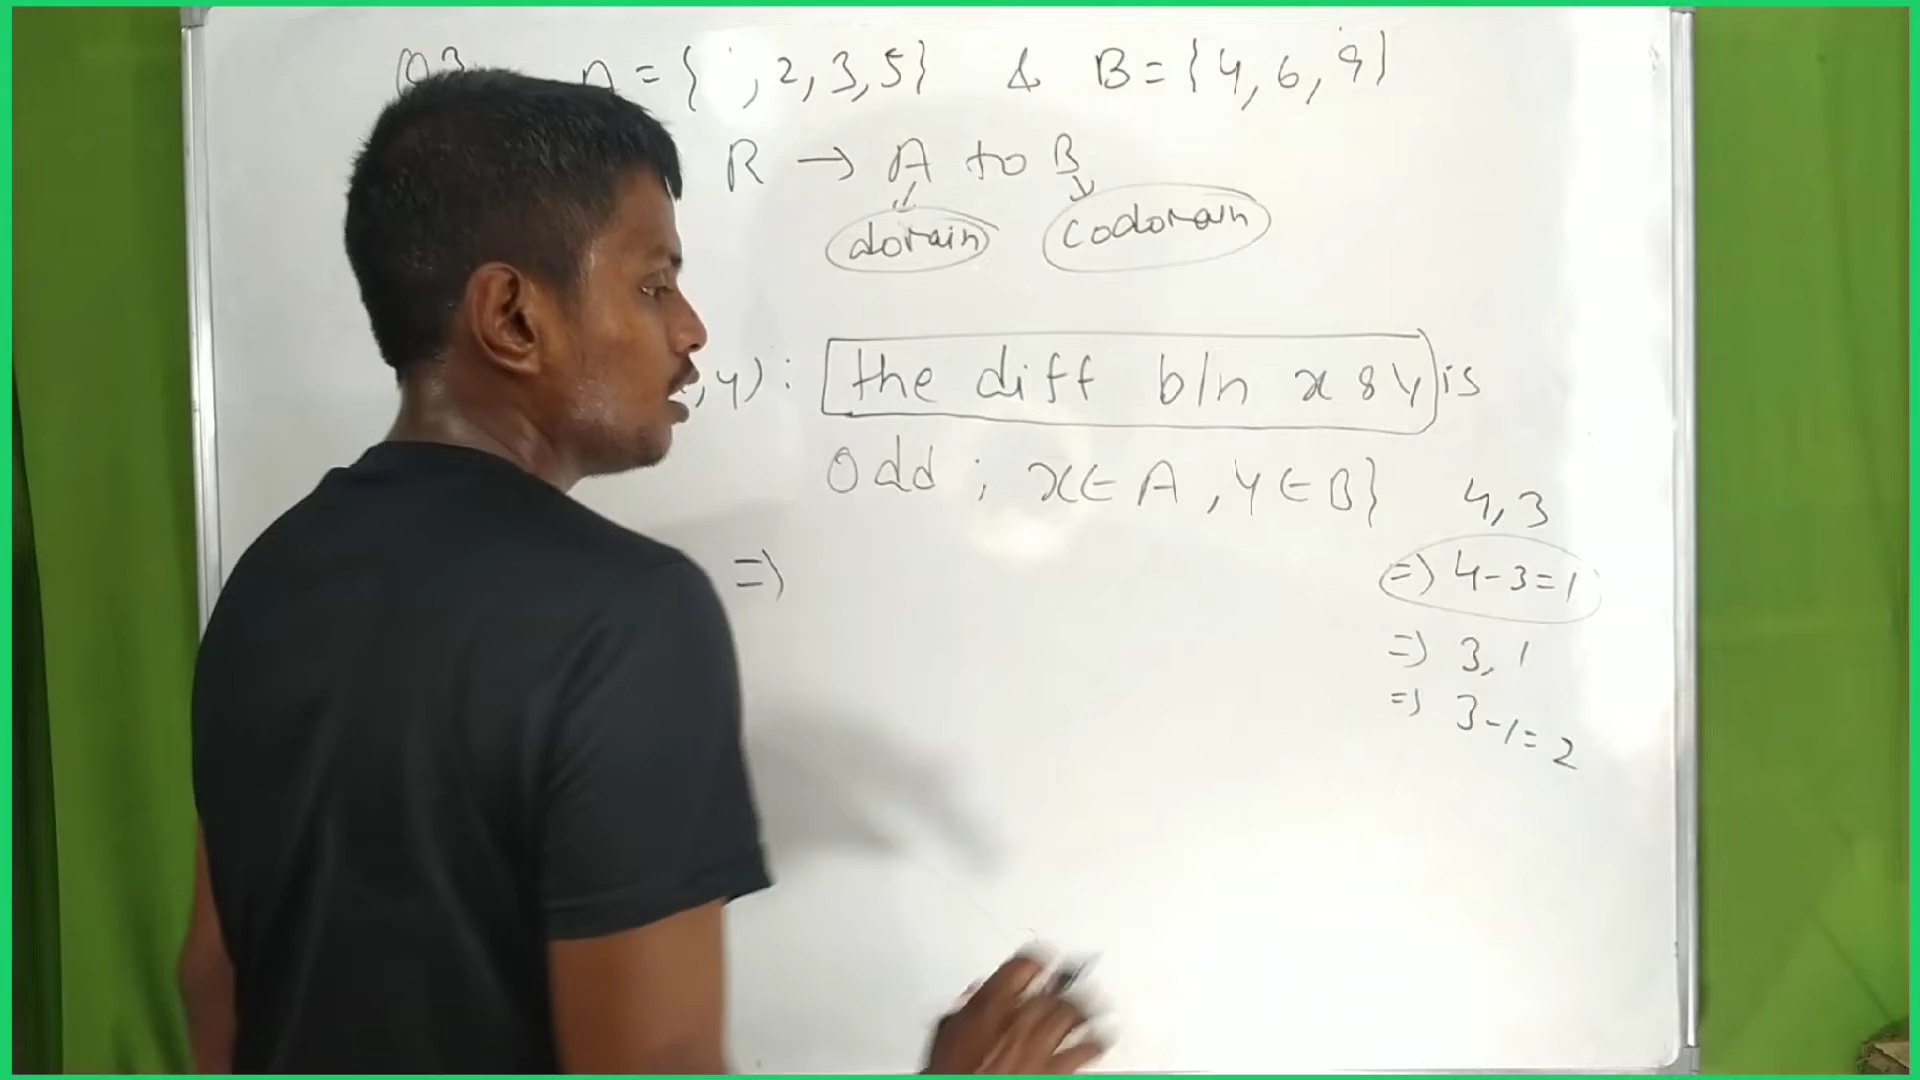 Q3. A = { , 2, 3, 5} & B = {4, 6, 9}
R → A to B
domain codomain
, y) : the diff b/n x & y is
odd ; x ∈ A , y ∈ B}
4, 3
=>
=> 4 - 3 = 1
=> 3, 1
=> 3 - 1 = 2